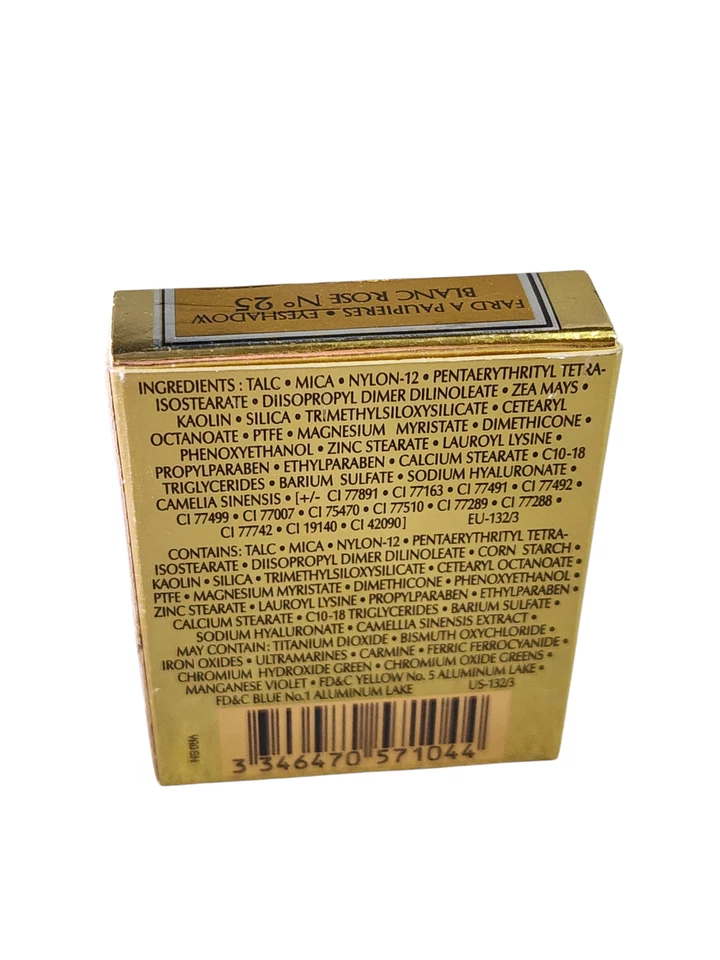 FARD A PAUPIERES • EYESHADOW
BLANC ROSE Nº 25
INGREDIENTS : TALC • MICA • NYLON-12 • PENTAERYTHRITYL TETRA-
ISOSTEARATE • DIISOPROPYL DIMER DILINOLEATE • ZEA MAYS •
KAOLIN • SILICA • TRIMETHYLSILOXYSILICATE • CETEARYL
OCTANOATE • PTFE • MAGNESIUM MYRISTATE • DIMETHICONE •
PHENOXYETHANOL • ZINC STEARATE • LAUROYL LYSINE •
PROPYLPARABEN • ETHYLPARABEN • CALCIUM STEARATE • C10-18
TRIGLYCERIDES • BARIUM SULFATE • SODIUM HYALURONATE •
CAMELIA SINENSIS • [+/- CI 77891 • CI 77163 • CI 77491 • CI 77492 •
CI 77499 • CI 77007 • CI 75470 • CI 77510 • CI 77289 • CI 77288 •
CI 77742 • CI 19140 • CI 42090] EU-132/3
CONTAINS: TALC • MICA • NYLON-12 • PENTAERYTHRITYL TETRA-
ISOSTEARATE • DIISOPROPYL DIMER DILINOLEATE • CORN STARCH •
KAOLIN • SILICA • TRIMETHYLSILOXYSILICATE • CETEARYL OCTANOATE •
PTFE • MAGNESIUM MYRISTATE • DIMETHICONE • PHENOXYETHANOL •
ZINC STEARATE • LAUROYL LYSINE • PROPYLPARABEN • ETHYLPARABEN •
CALCIUM STEARATE • C10-18 TRIGLYCERIDES • BARIUM SULFATE •
SODIUM HYALURONATE • CAMELLIA SINENSIS EXTRACT •
MAY CONTAIN: TITANIUM DIOXIDE • BISMUTH OXYCHLORIDE •
IRON OXIDES • ULTRAMARINES • CARMINE • FERRIC FERROCYANIDE •
CHROMIUM HYDROXIDE GREEN • CHROMIUM OXIDE GREENS •
MANGANESE VIOLET • FD&C YELLOW No. 5 ALUMINUM LAKE •
FD&C BLUE No.1 ALUMINUM LAKE US-132/3
3 346470 571044